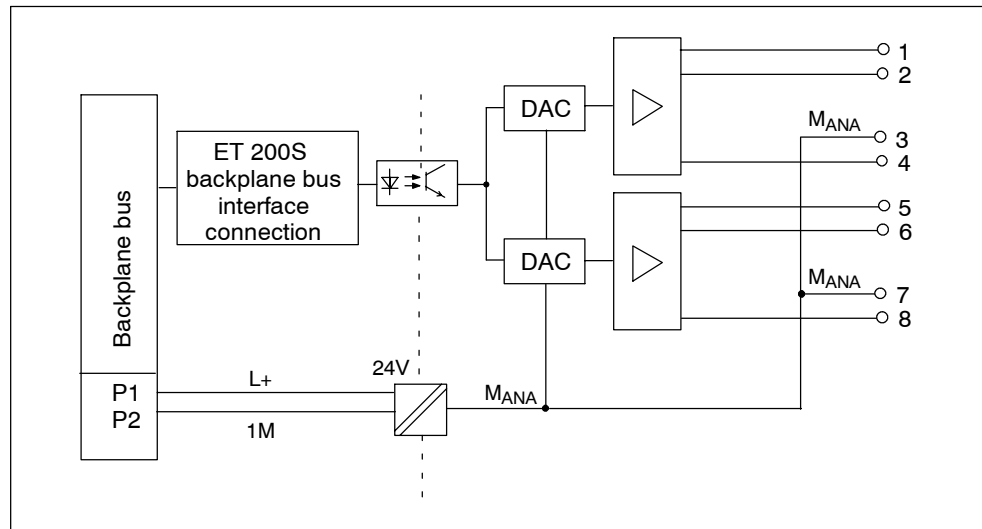 Backplane bus
P1
P2
ET 200S
backplane bus
interface
connection
L+
1M
24V
DAC
DAC
M_ANA
M_ANA
M_ANA
1
2
3
4
5
6
7
8